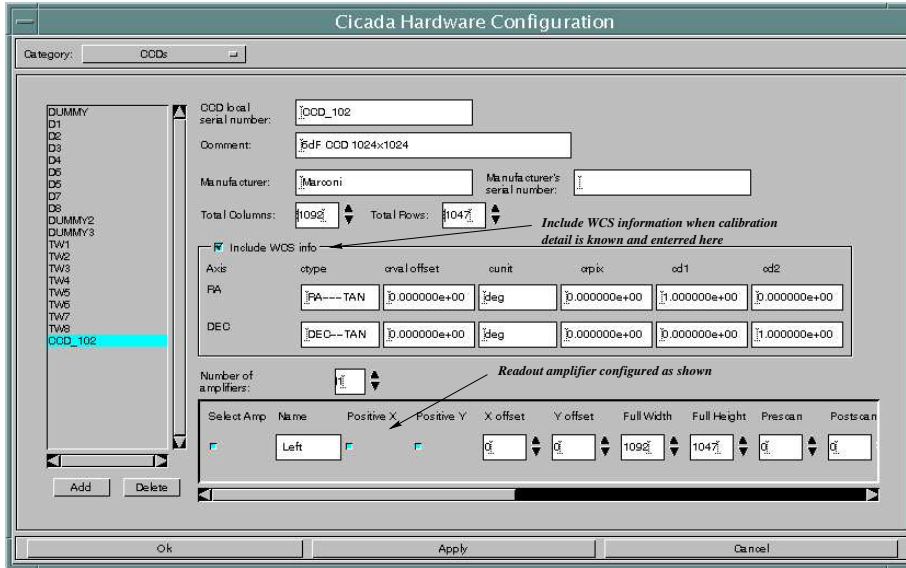 Cicada Hardware Configuration
Category: CCDs
DUMMY
D1
D2
D3
D4
D6
D5
D7
D8
DUMMY2
DUMMY3
TW1
TW2
TW3
TW4
TW5
TW6
TW7
TW8
CCD_102
Add Delete
CCD local serial number: CCD_102
Comment: 6dF CCD 1024x1024
Manufacturer: Marconi Manufacturer's serial number:
Total Columns: 1092 Total Rows: 1047
Include WCS information when calibration
detail is known and enterred here
Include WCS info
Axis ctype crval offset cunit crpix cd1 cd2
RA RA---TAN 0.000000e+00 deg 0.000000e+00 1.000000e+00 0.000000e+00
DEC DEC--TAN 0.000000e+00 deg 0.000000e+00 0.000000e+00 1.000000e+00
Number of amplifiers: 1
Readout amplifier configured as shown
Select Amp Name Positive X Positive Y X offset Y offset Full Width Full Height Prescan Postscan
Left 0 0 1092 1047 0 0
Ok Apply Cancel